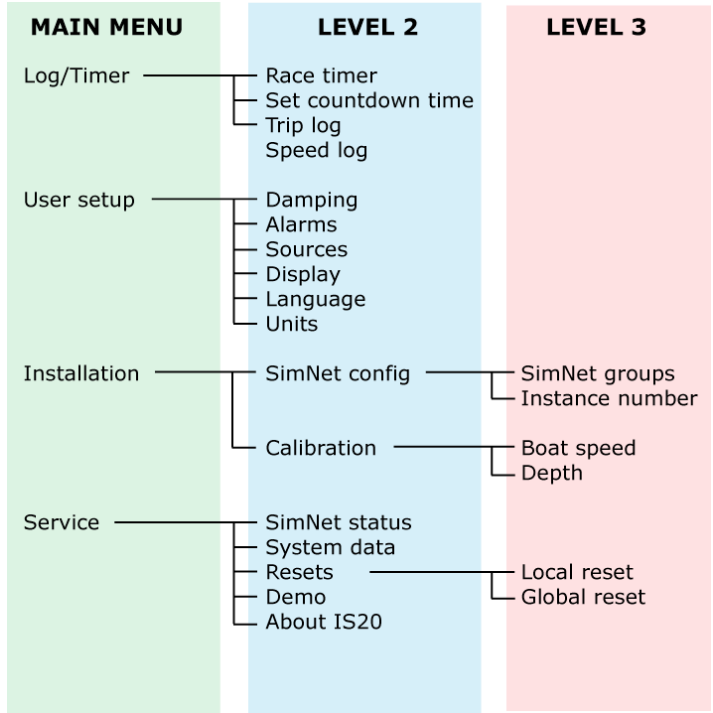 MAIN MENU LEVEL 2 LEVEL 3
Log/Timer Race timer
Set countdown time
Trip log
Speed log
User setup Damping
Alarms
Sources
Display
Language
Units
Installation SimNet config SimNet groups
Instance number
Calibration Boat speed
Depth
Service SimNet status
System data
Resets Local reset
Demo Global reset
About IS20